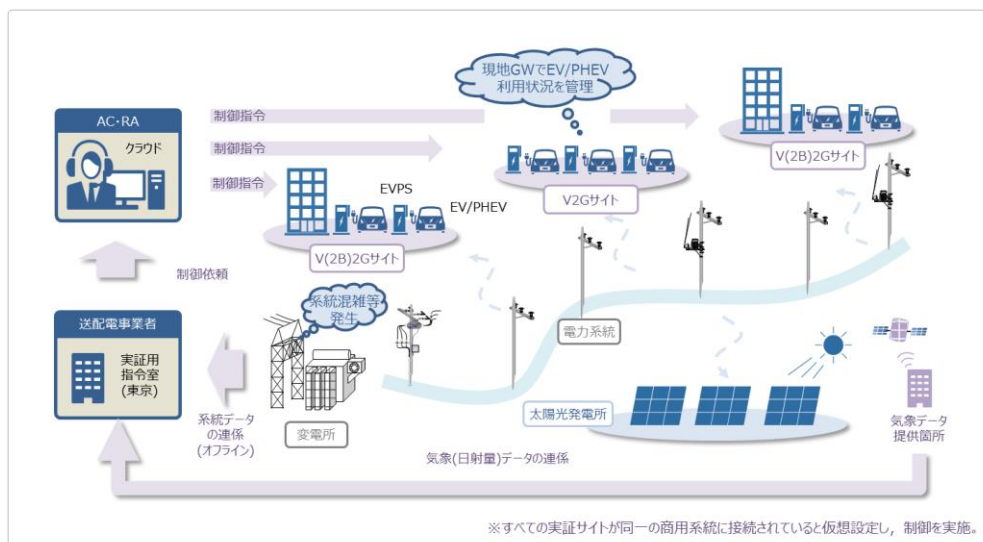 現地GWでEV/PHEV
利用状況を管理
AC・RA
クラウド
制御指令
制御指令
制御指令
EVPS
EV/PHEV
V(2B)2Gサイト
V2Gサイト
V(2B)2Gサイト
制御依頼
送配電事業者
実証用
指令室
(東京)
系統混雑等
発生
電力系統
系統データ
の連係
(オフライン)
変電所
太陽光発電所
気象データ
提供箇所
気象(日射量)データの連係
※すべての実証サイトが同一の商用系統に接続されていると仮想設定し，制御を実施。